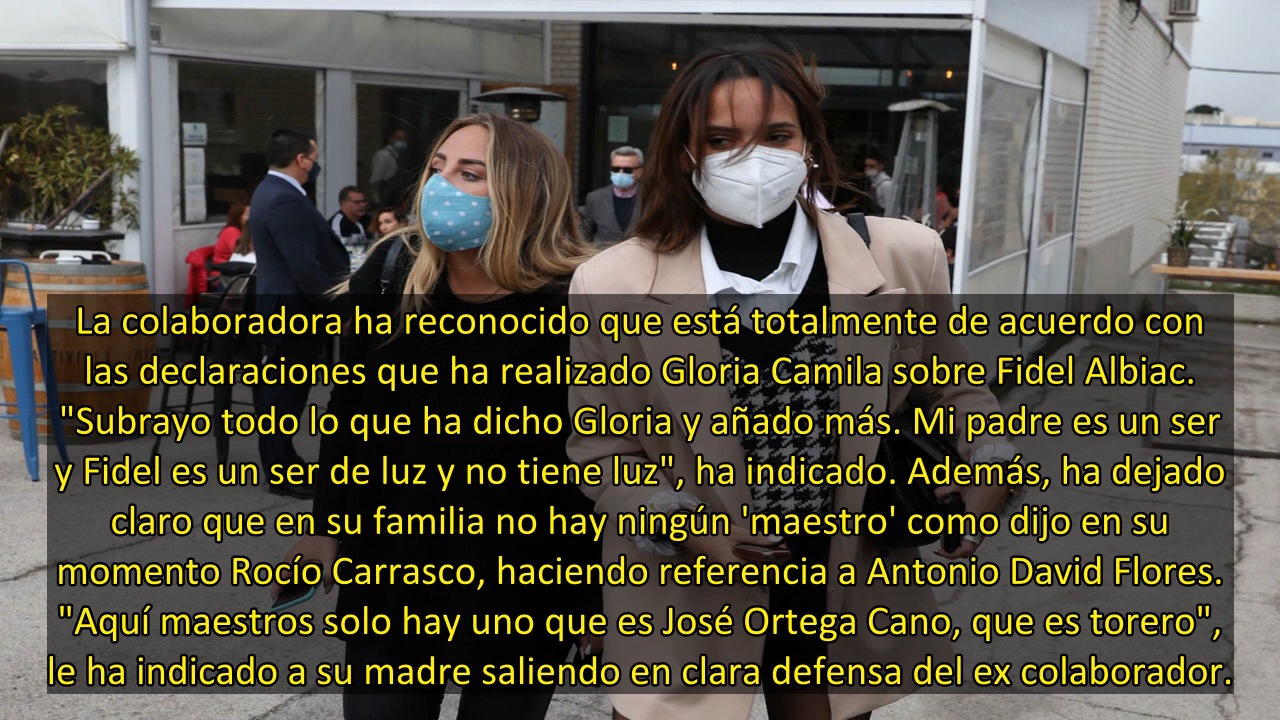 La colaboradora ha reconocido que está totalmente de acuerdo con
las declaraciones que ha realizado Gloria Camila sobre Fidel Albiac.
"Subrayo todo lo que ha dicho Gloria y añado más. Mi padre es un ser
y Fidel es un ser de luz y no tiene luz", ha indicado. Además, ha dejado
claro que en su familia no hay ningún 'maestro' como dijo en su
momento Rocío Carrasco, haciendo referencia a Antonio David Flores.
"Aquí maestros solo hay uno que es José Ortega Cano, que es torero",
le ha indicado a su madre saliendo en clara defensa del ex colaborador.